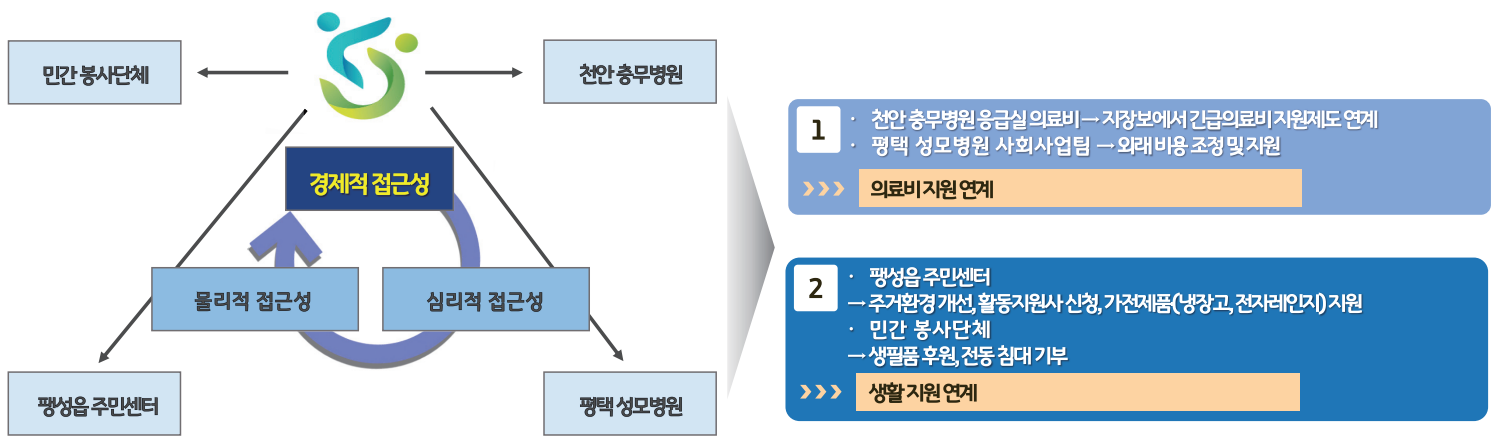 민간 봉사단체
천안 충무병원
경제적 접근성
물리적 접근성
심리적 접근성
팽성읍 주민센터
평택 성모병원
1
· 천안 충무병원 응급실 의료비 → 지장보에서 긴급의료비 지원제도 연계
· 평택 성모병원 사회사업팀 → 외래 비용 조정 및 지원
의료비 지원 연계
2
· 팽성읍 주민센터
→ 주거환경 개선, 활동지원사 신청, 가전제품(냉장고, 전자레인지) 지원
· 민간 봉사단체
→ 생필품 후원, 전동 침대 기부
생활 지원 연계